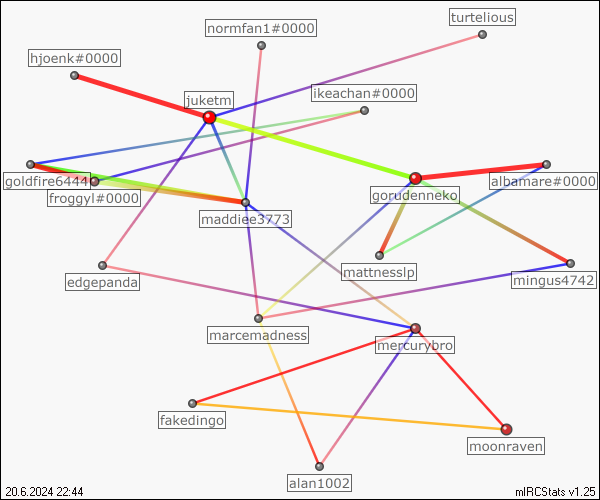 turtelious
normfan1#0000
hjoenk#0000
ikeachan#0000
juketm
goldfire6444
albamare#0000
froggyl#0000
gorudenneko
maddiee3773
mattnesslp
mingus4742
edgepanda
marcemadness
mercurybro
fakedingo
moonraven
alan1002
20.6.2024 22:44
mIRCStats v1.25